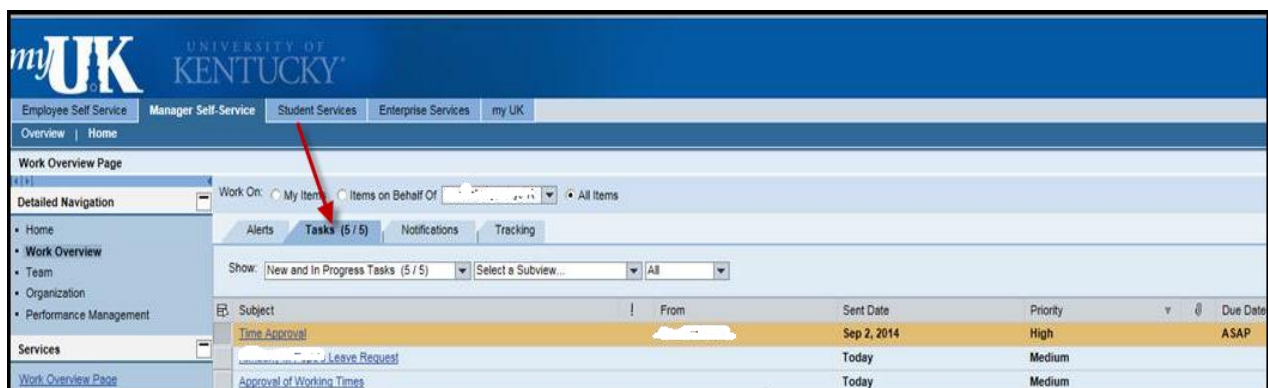 myUK UNIVERSITY OF KENTUCKY
Employee Self Service Manager Self-Service Student Services Enterprise Services my UK
Overview | Home
Work Overview Page
Detailed Navigation
Home
Work Overview
Team
Organization
Performance Management
Services
Work Overview Page
Work On: My Items Items on Behalf Of All Items
Alerts Tasks (5 / 5) Notifications Tracking
Show: New and In Progress Tasks (5 / 5) Select a Subview... All
Subject ! From Sent Date Priority Due Date
Time Approval Sep 2, 2014 High ASAP
Leave Request Today Medium
Approval of Working Times Today Medium